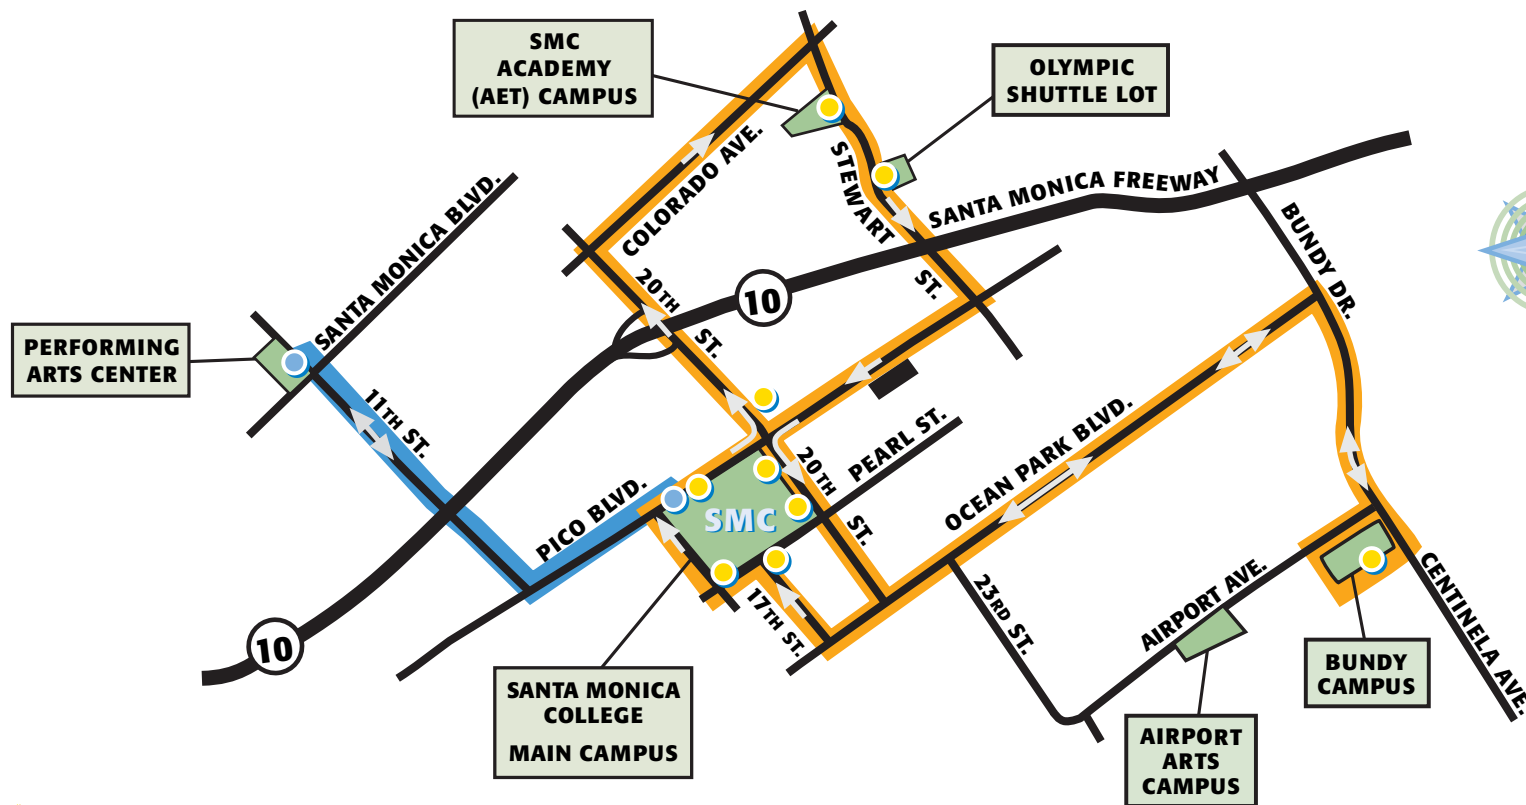 SMC
ACADEMY
(AET) CAMPUS
OLYMPIC
SHUTTLE LOT
COLORADO AVE.
STEWART
ST.
SANTA MONICA FREEWAY
SANTA MONICA BLVD.
BUNDY DR.
20TH
ST.
10
PERFORMING
ARTS CENTER
11TH ST.
PICO BLVD.
SMC
20TH
ST.
PEARL ST.
OCEAN PARK BLVD.
17TH ST.
23RD ST.
AIRPORT AVE.
CENTINELA AVE.
10
SANTA MONICA
COLLEGE
MAIN CAMPUS
BUNDY
CAMPUS
AIRPORT
ARTS
CAMPUS